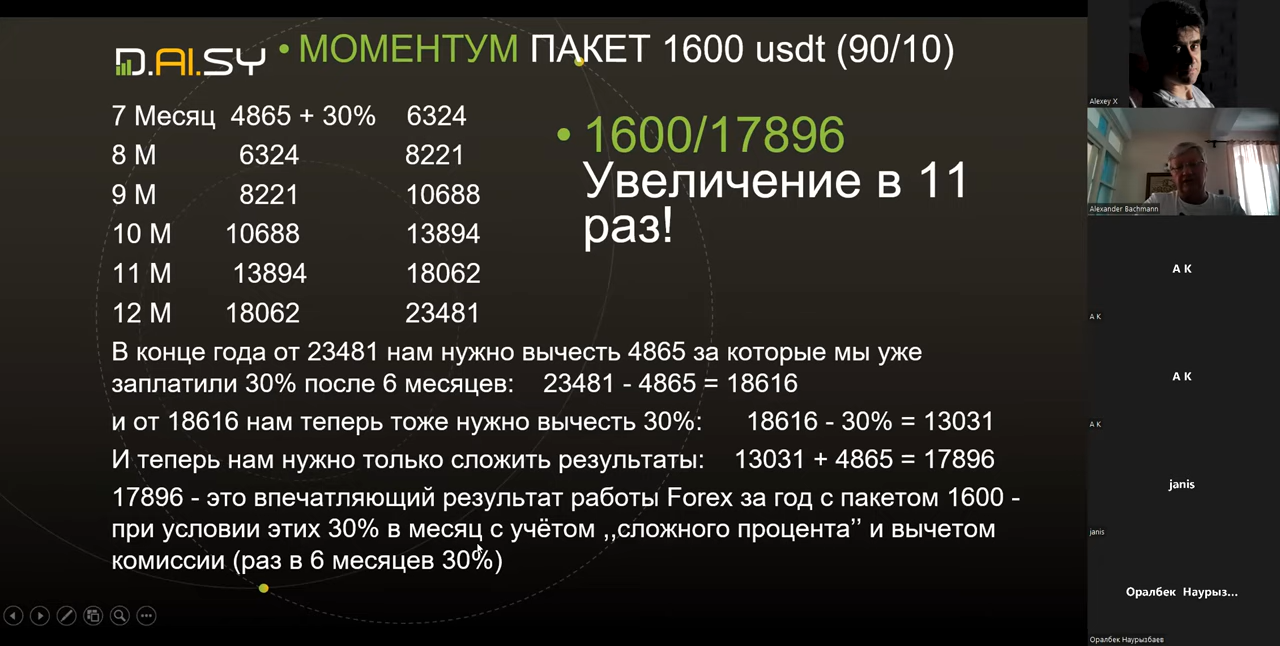 D.AI.SY
• МОМЕНТУМ ПАКЕТ 1600 usdt (90/10)
7 Месяц 4865 + 30% 6324
8 М 6324 8221
9 М 8221 10688
10 М 10688 13894
11 М 13894 18062
12 М 18062 23481
• 1600/17896
Увеличение в 11
раз!
В конце года от 23481 нам нужно вычесть 4865 за которые мы уже
заплатили 30% после 6 месяцев: 23481 - 4865 = 18616
и от 18616 нам теперь тоже нужно вычесть 30%: 18616 - 30% = 13031
И теперь нам нужно только сложить результаты: 13031 + 4865 = 17896
17896 - это впечатляющий результат работы Forex за год с пакетом 1600 -
при условии этих 30% в месяц с учётом ,,сложного процента’’ и вычетом
комиссии (раз в 6 месяцев 30%)
Alexey X
Alexander Bachmann
A K
A K
A K
A K
janis
janis
Оралбек Наурыз...
Оралбек Наурызбаев